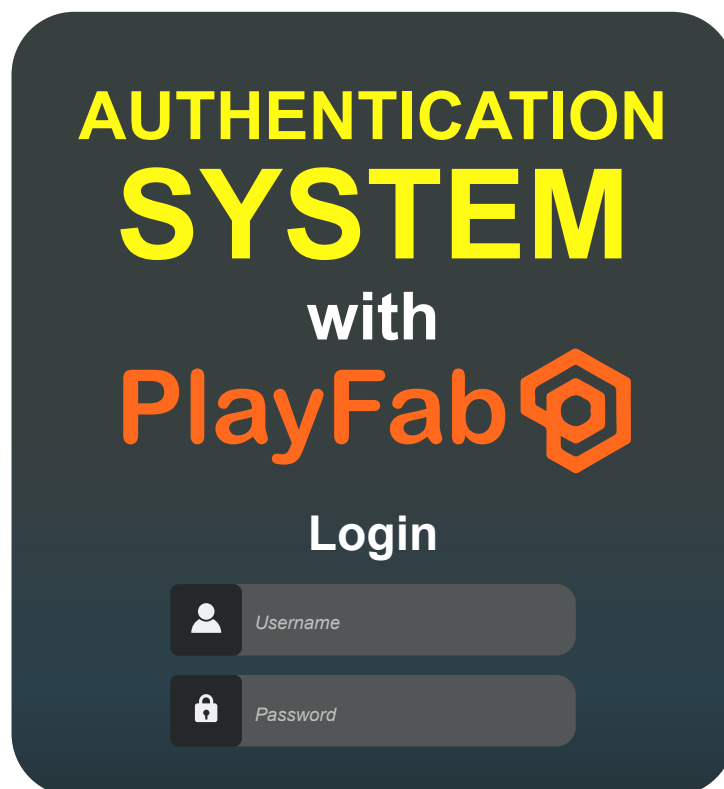 AUTHENTICATION
SYSTEM
with
PlayFab
Login
Username
Password